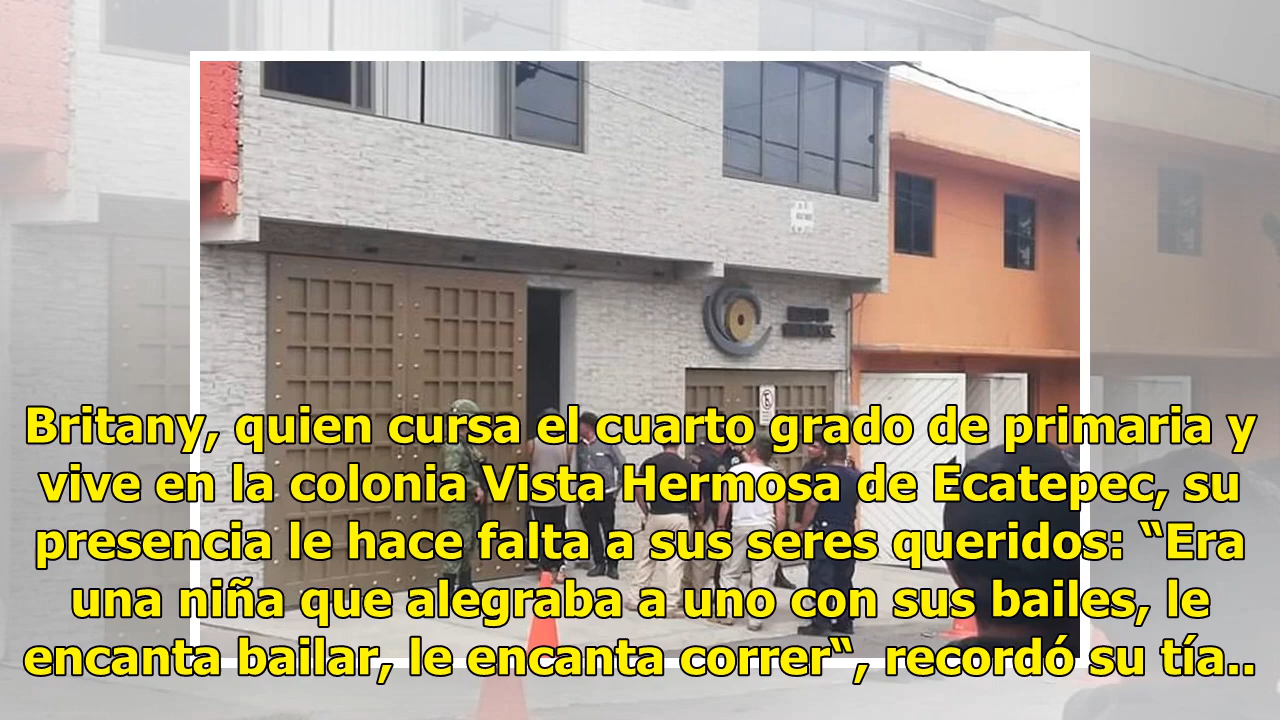 Britany, quien cursa el cuarto grado de primaria y
vive en la colonia Vista Hermosa de Ecatepec, su
presencia le hace falta a sus seres queridos: “Era
una niña que alegraba a uno con sus bailes, le
encanta bailar, le encanta correr“, recordó su tía..